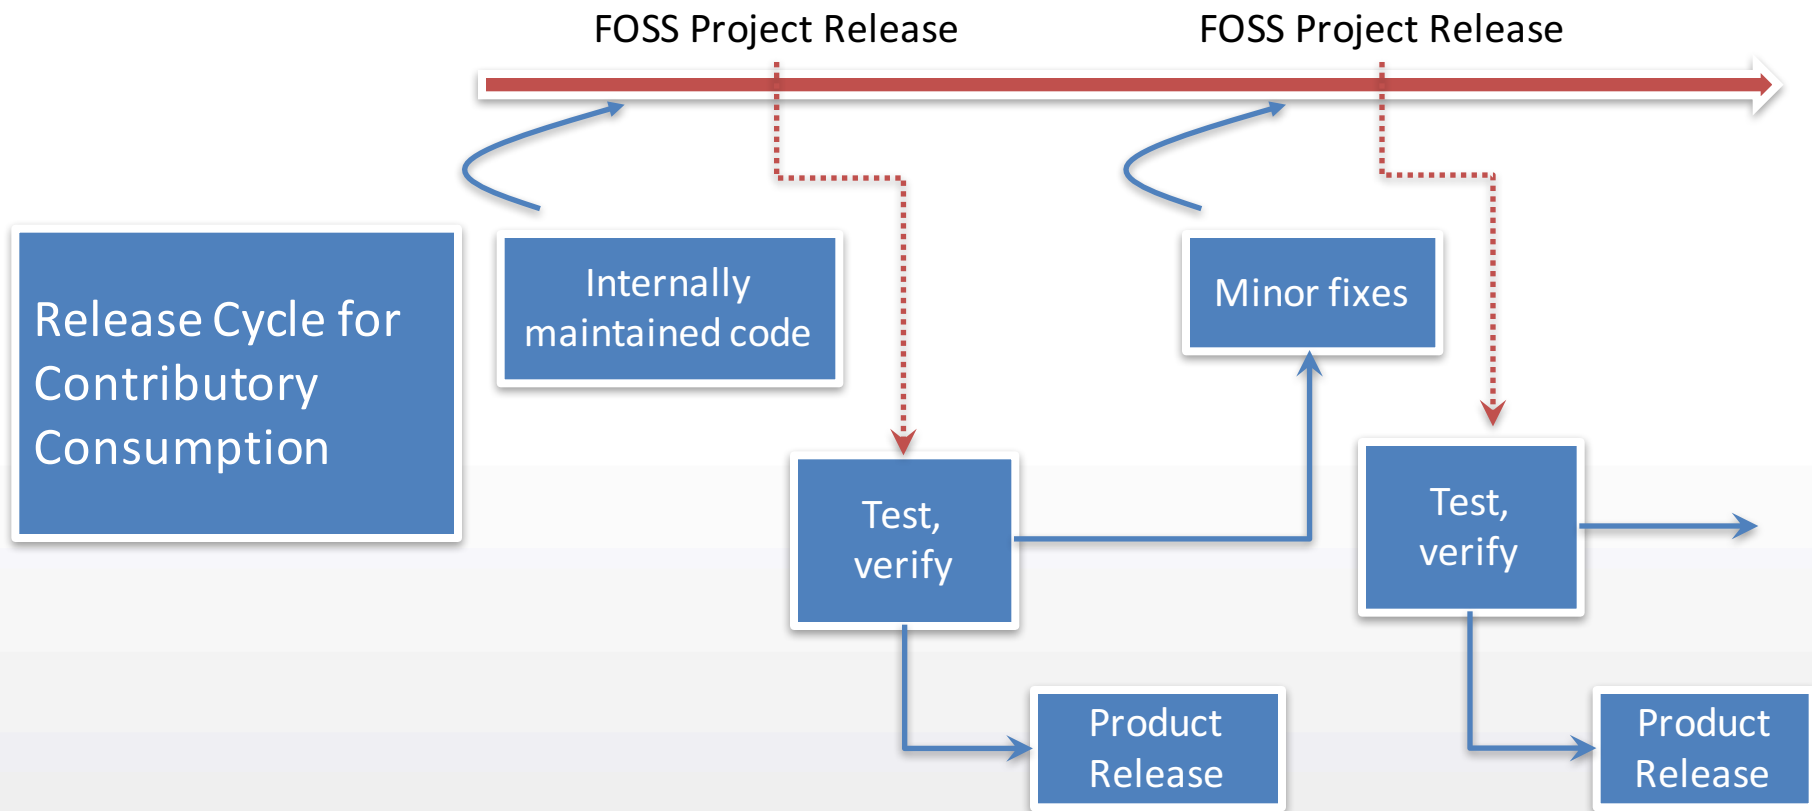 FOSS Project Release
FOSS Project Release
Release Cycle for
Contributory
Consumption
Internally
maintained code
Minor fixes
Test,
verify
Test,
verify
Product
Release
Product
Release